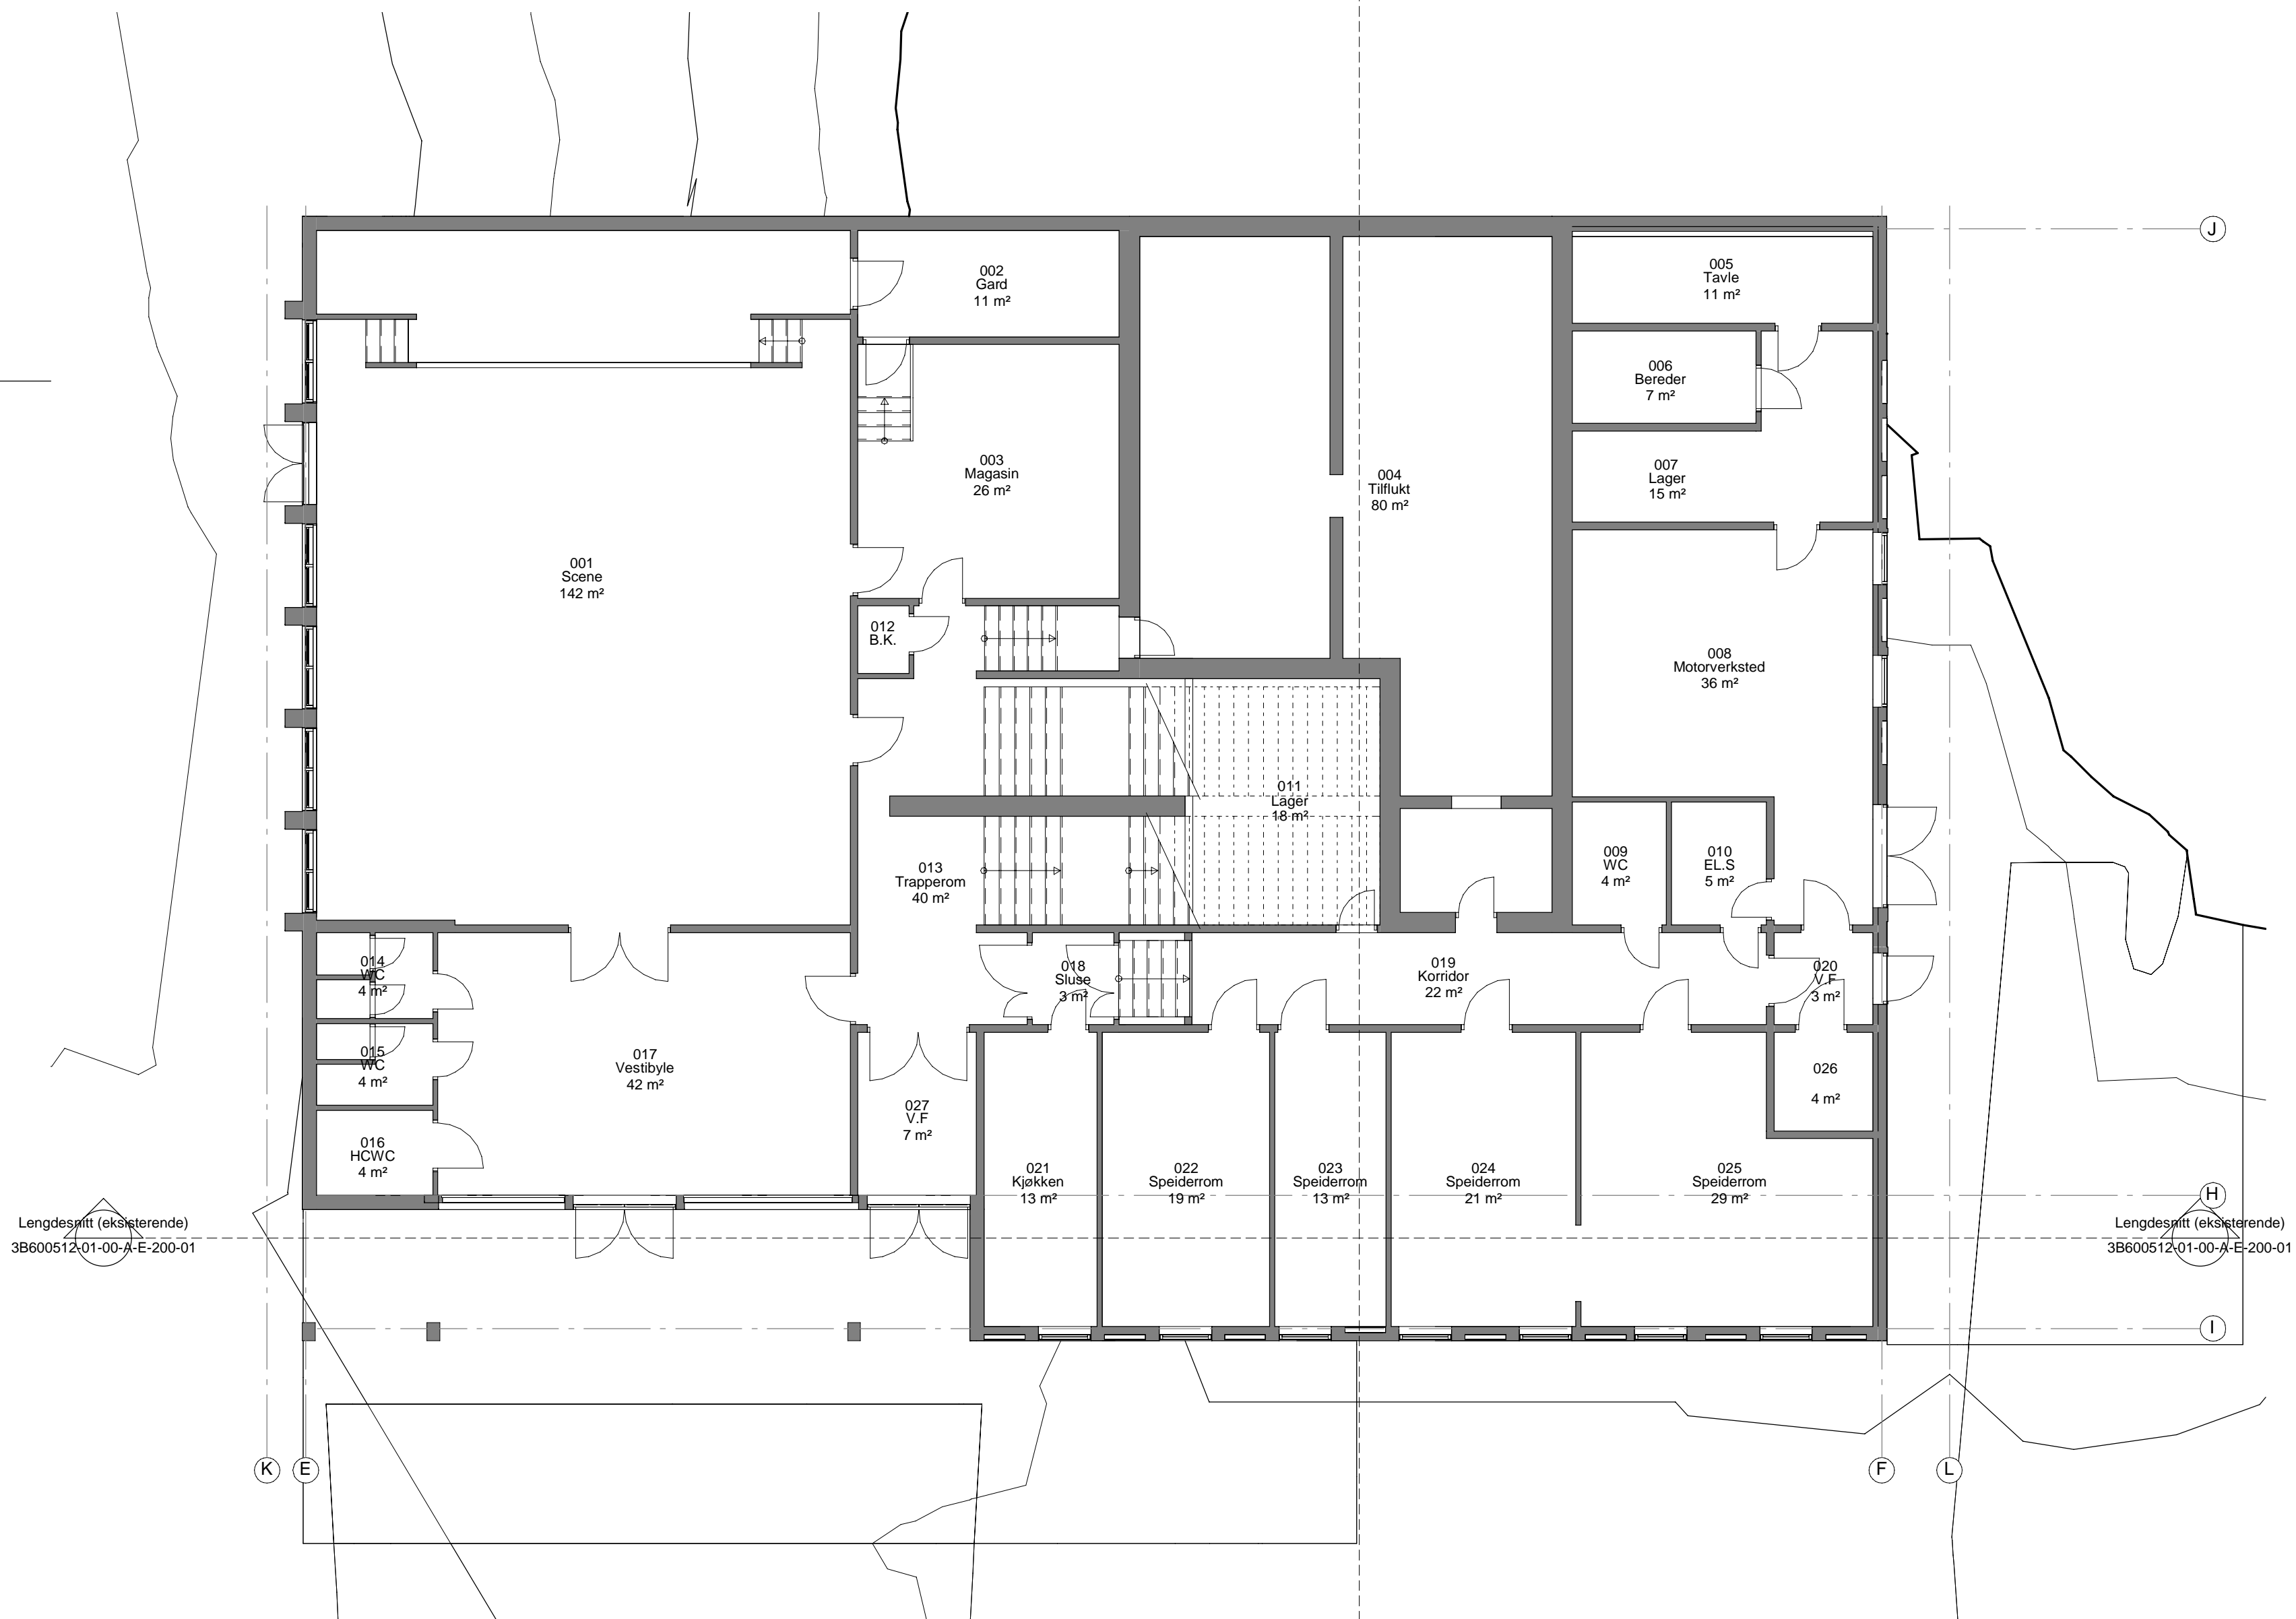 J
002
Gard
11 m²
005
Tavle
11 m²
006
Bereder
7 m²
003
Magasin
26 m²
004
Tilflukt
80 m²
007
Lager
15 m²
001
Scene
142 m²
012
B.K.
008
Motorverksted
36 m²
011
Lager
18 m²
013
Trapperom
40 m²
009
WC
4 m²
010
EL.S
5 m²
014
WC
4 m²
018
Sluse
3 m²
019
Korridor
22 m²
020
V.F
3 m²
015
WC
4 m²
017
Vestibyle
42 m²
026
4 m²
027
V.F
7 m²
016
HCWC
4 m²
021
Kjøkken
13 m²
022
Speiderrom
19 m²
023
Speiderrom
13 m²
024
Speiderrom
21 m²
025
Speiderrom
29 m²
H
Lengdesnitt (eksisterende)
3B600512-01-00-A-E-200-01
Lengdesnitt (eksisterende)
3B600512-01-00-A-E-200-01
I
K
E
F
L